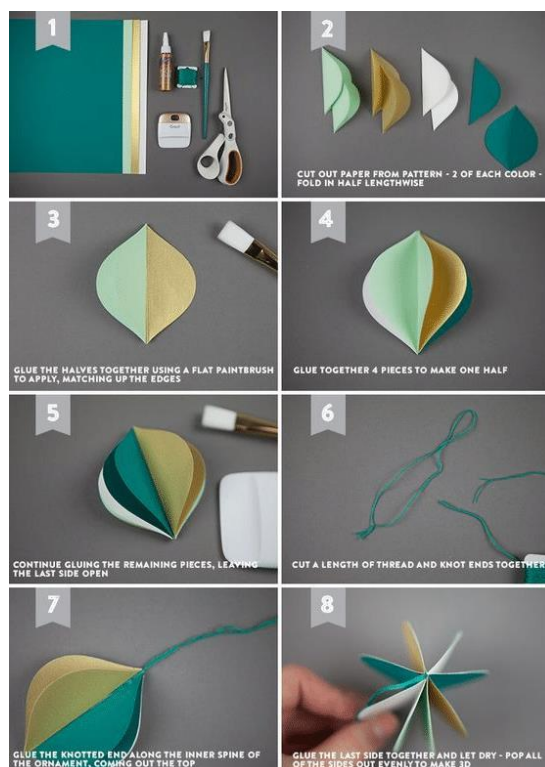 1
2
CUT OUT PAPER FROM PATTERN - 2 OF EACH COLOR -
FOLD IN HALF LENGTHWISE
3
GLUE THE HALVES TOGETHER USING A FLAT PAINTBRUSH
TO APPLY, MATCHING UP THE EDGES
4
GLUE TOGETHER 4 PIECES TO MAKE ONE HALF
5
CONTINUE GLUING THE REMAINING PIECES, LEAVING
THE LAST SIDE OPEN
6
CUT A LENGTH OF THREAD AND KNOT ENDS TOGETHER
7
GLUE THE KNOTTED END ALONG THE INNER SPINE OF
THE ORNAMENT, COMING OUT THE TOP
8
GLUE THE LAST SIDE TOGETHER AND LET DRY - POP ALL
OF THE SIDES OUT EVENLY TO MAKE 3D